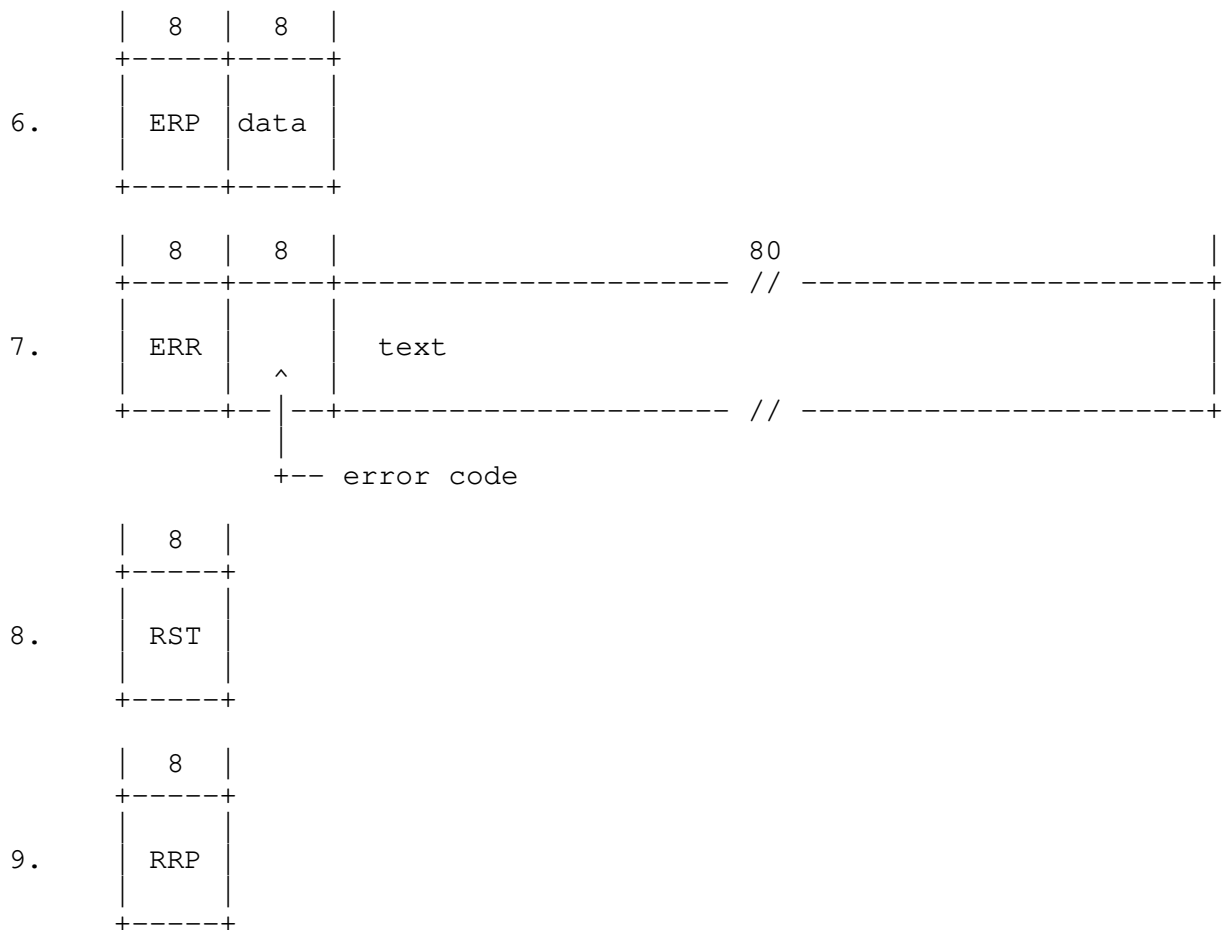 8 8
6. ERP data
8 8 80
//
7. ERR text
^
//
error code
8
8. RST
8
9. RRP